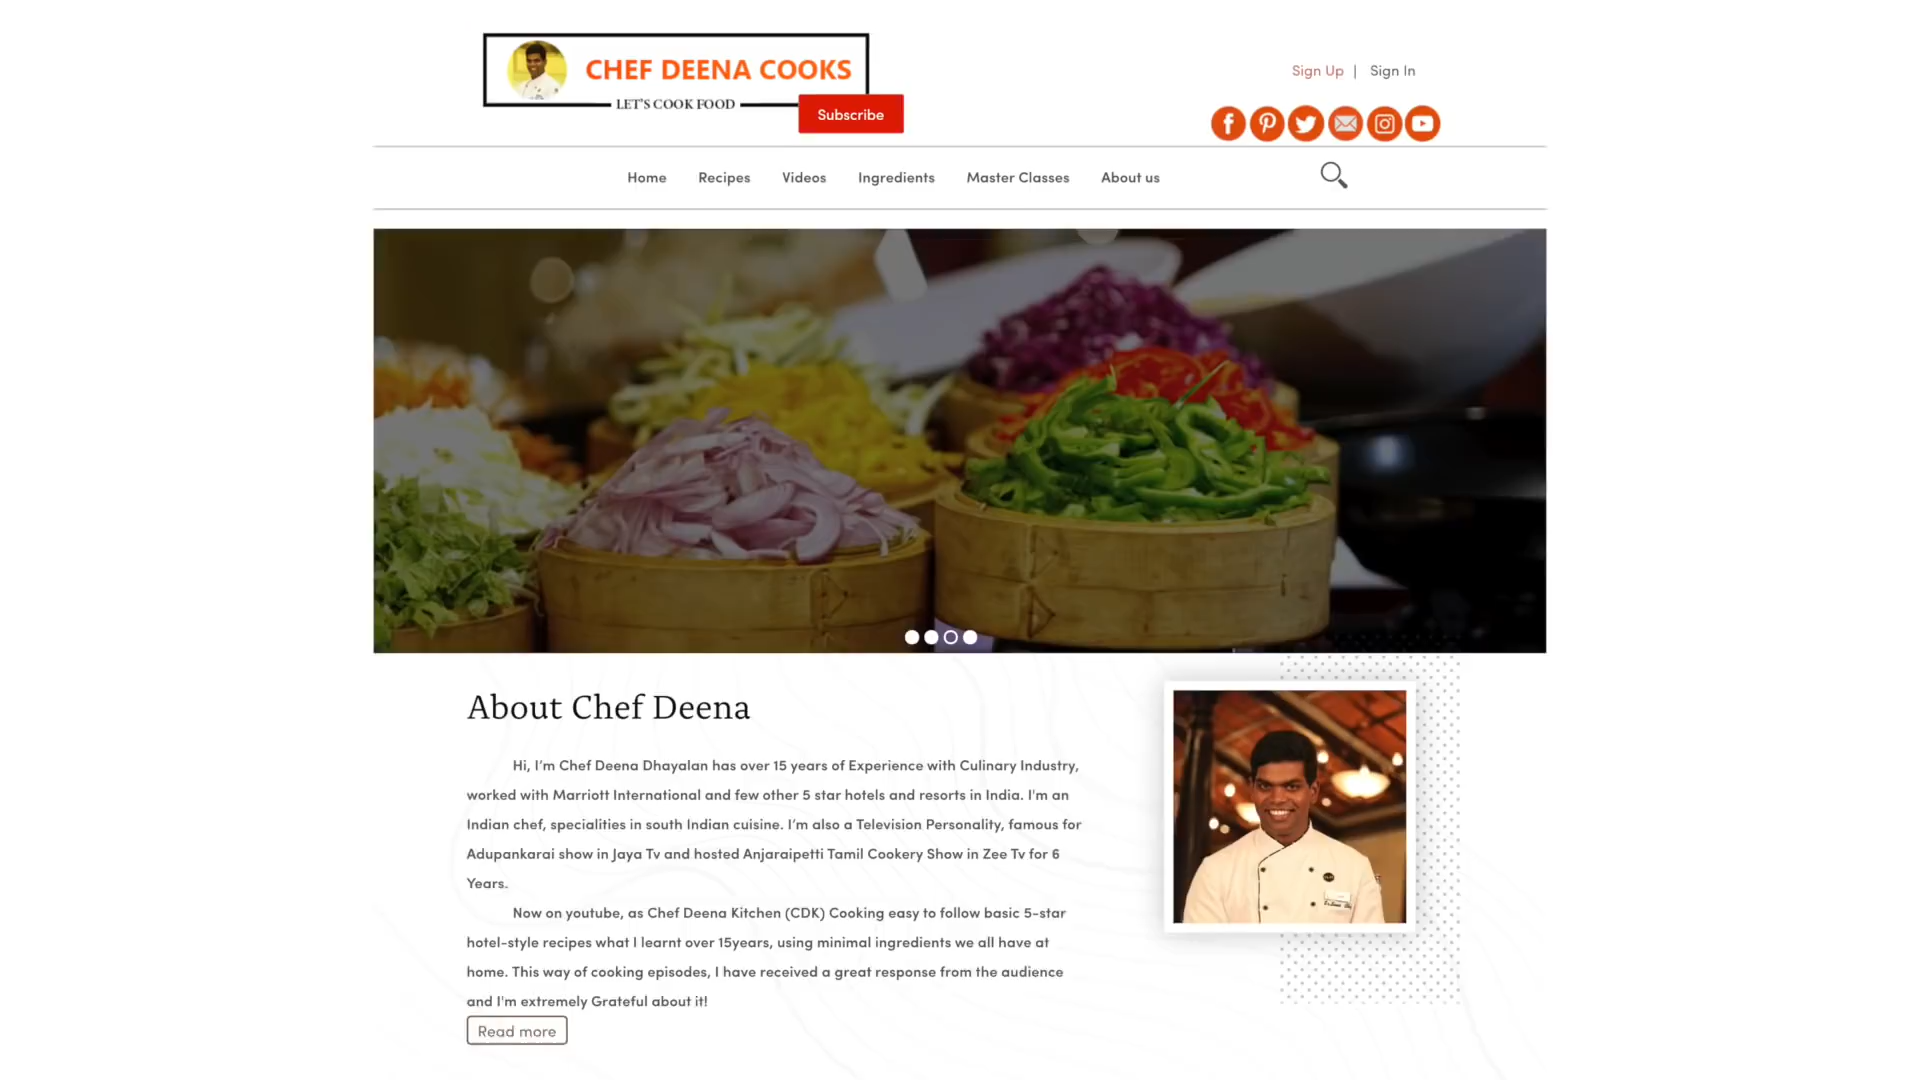 CHEF DEENA COOKS
LET'S COOK FOOD
Subscribe
Sign Up | Sign In
Home Recipes Videos Ingredients Master Classes About us
About Chef Deena
Hi, I'm Chef Deena Dhayalan has over 15 years of Experience with Culinary Industry,
worked with Marriott International and few other 5 star hotels and resorts in India. I'm an
Indian chef, specialities in south Indian cuisine. I'm also a Television Personality, famous for
Adupankarai show in Jaya Tv and hosted Anjaraipetti Tamil Cookery Show in Zee Tv for 6
Years.
Now on youtube, as Chef Deena Kitchen (CDK) Cooking easy to follow basic 5-star
hotel-style recipes what I learnt over 15years, using minimal ingredients we all have at
home. This way of cooking episodes, I have received a great response from the audience
and I'm extremely Grateful about it!
Read more